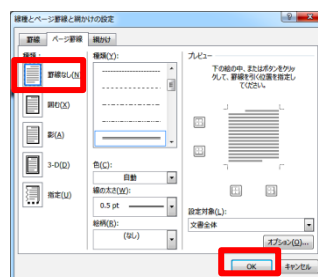 線種とページ罫線と網かけの設定
罫線
ページ罫線
網かけ
種類:
罫線なし(N)
囲む(X)
影(A)
3-D(D)
指定(U)
種類(Y):
色(C):
自動
線の太さ(W):
0.5 pt
絵柄(R):
(なし)
プレビュー
下の絵の中、またはボタンをクリッ
クして、罫線を引く位置を指定し
てください。
設定対象(L):
文書全体
オプション(O)...
OK
キャンセル